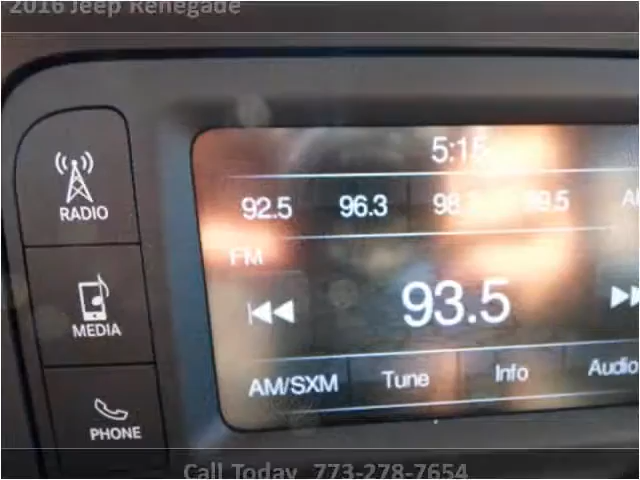 2016 Jeep Renegade
5:15
92.5 96.3
FM
93.5
AM/SXM Tune Info Audio
RADIO
MEDIA
PHONE
Call Today 773-278-7654